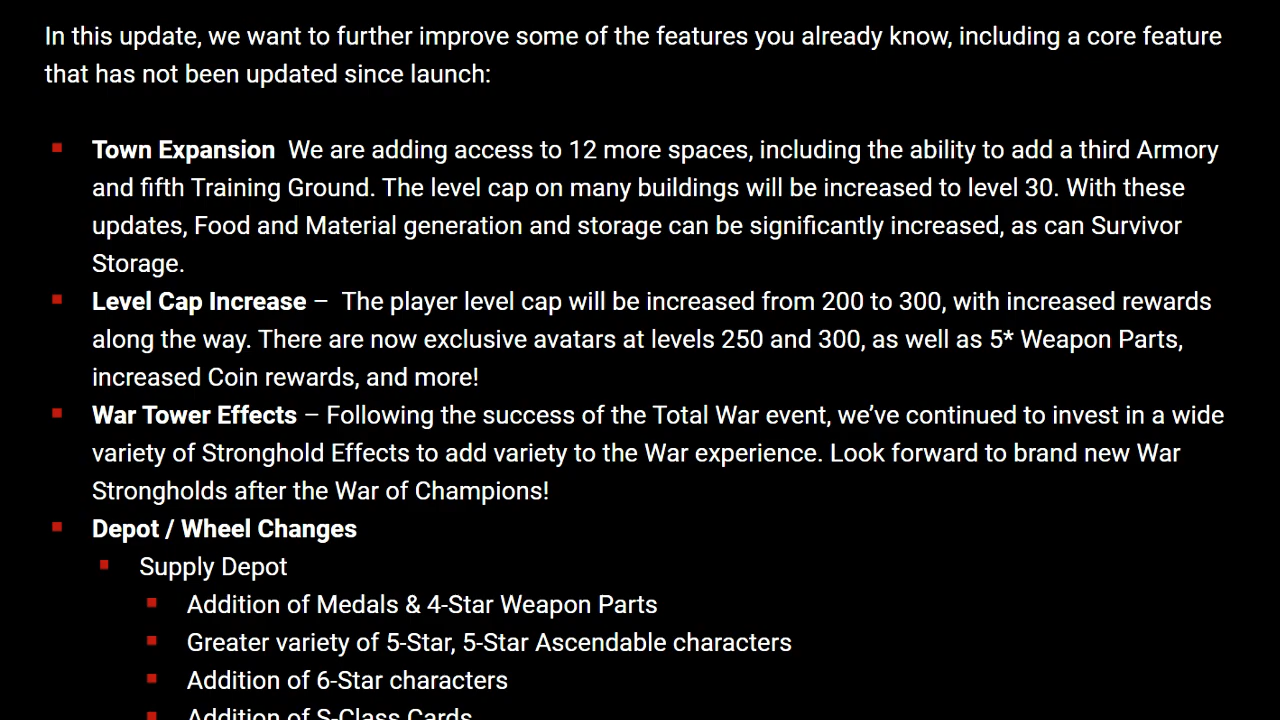 In this update, we want to further improve some of the features you already know, including a core feature
that has not been updated since launch:
Town Expansion  We are adding access to 12 more spaces, including the ability to add a third Armory
and fifth Training Ground. The level cap on many buildings will be increased to level 30. With these
updates, Food and Material generation and storage can be significantly increased, as can Survivor
Storage.
Level Cap Increase –  The player level cap will be increased from 200 to 300, with increased rewards
along the way. There are now exclusive avatars at levels 250 and 300, as well as 5* Weapon Parts,
increased Coin rewards, and more!
War Tower Effects – Following the success of the Total War event, we’ve continued to invest in a wide
variety of Stronghold Effects to add variety to the War experience. Look forward to brand new War
Strongholds after the War of Champions!
Depot / Wheel Changes
Supply Depot
Addition of Medals & 4-Star Weapon Parts
Greater variety of 5-Star, 5-Star Ascendable characters
Addition of 6-Star characters
Addition of S-Class Cards